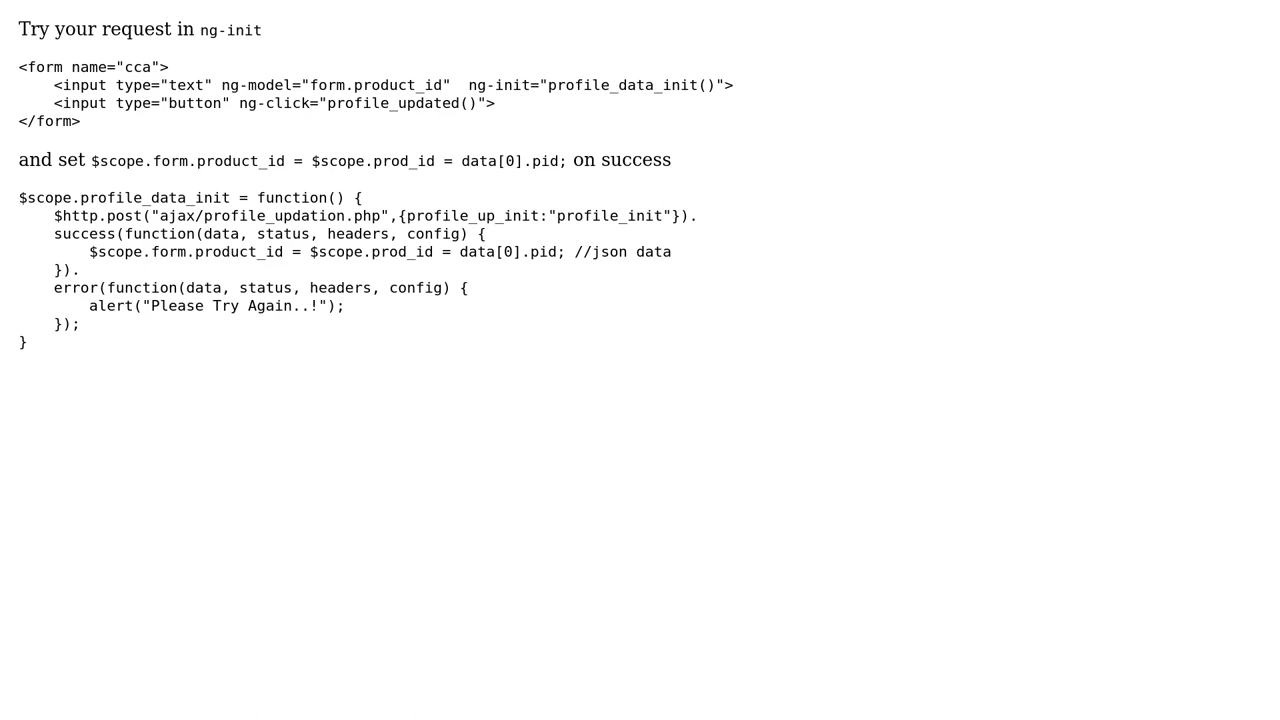 Try your request in ng-init
<form name="cca">
    <input type="text" ng-model="form.product_id"  ng-init="profile_data_init()">
    <input type="button" ng-click="profile_updated()">
</form>
and set $scope.form.product_id = $scope.prod_id = data[0].pid; on success
$scope.profile_data_init = function() {
    $http.post("ajax/profile_updation.php",{profile_up_init:"profile_init"}).
    success(function(data, status, headers, config) {
        $scope.form.product_id = $scope.prod_id = data[0].pid; //json data
    }).
    error(function(data, status, headers, config) {
        alert("Please Try Again..!");
    });
}